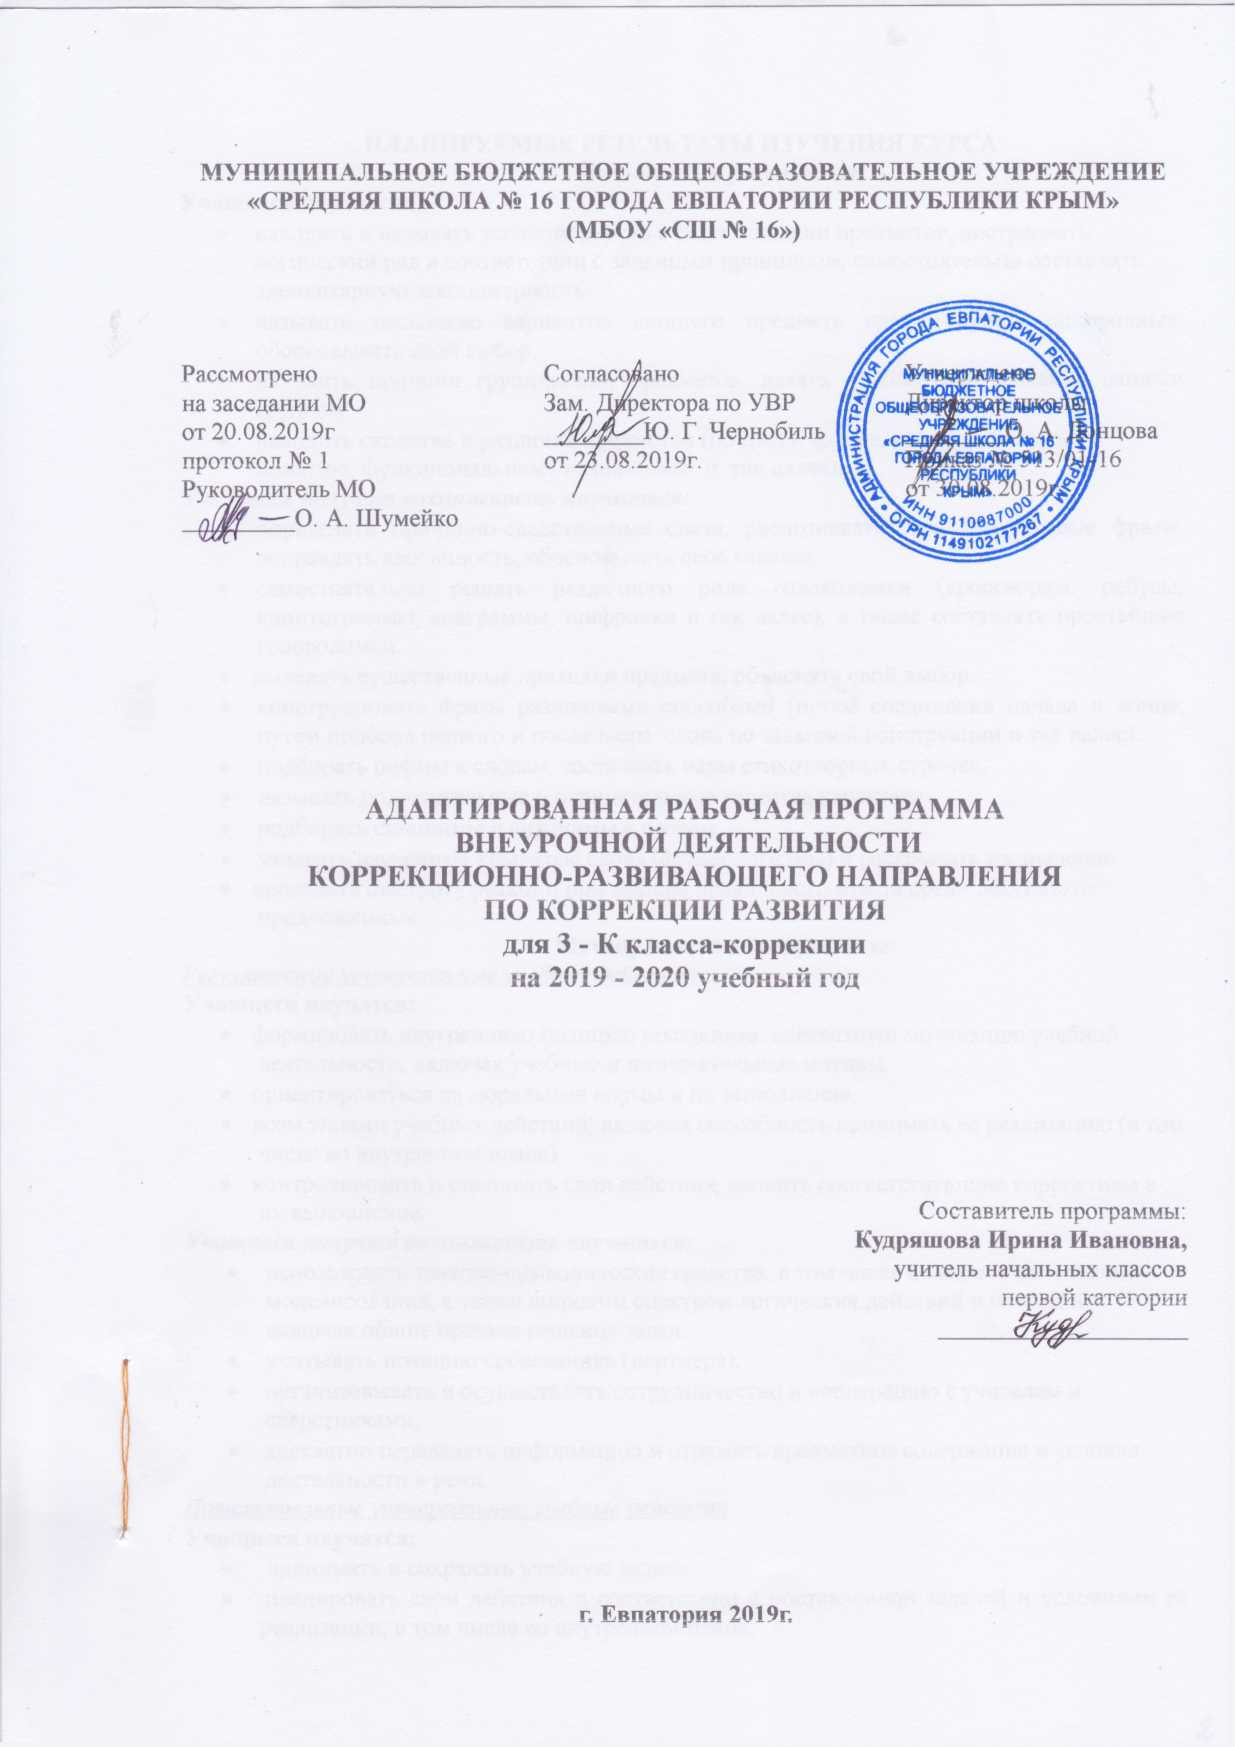 МУНИЦИПАЛЬНОЕ БЮДЖЕТНОЕ ОБЩЕОБРАЗОВАТЕЛЬНОЕ УЧРЕЖДЕНИЕ
«СРЕДНЯЯ ШКОЛА № 16 ГОРОДА ЕВПАТОРИИ РЕСПУБЛИКИ КРЫМ»
(МБОУ «СШ № 16»)
Рассмотрено
на заседании МО
от 20.08.2019г
протокол № 1
Руководитель МО
О. А. Шумейко
Согласовано
Зам. Директора по УВР
Ю. Г. Чернобиль
от 23.08.2019г.
Директор школы
О. А. Донцова
от 30.08.2019г
АДМИНИСТРАЦИЯ ГОРОДА ЕВПАТОРИИ РЕСПУБЛИКИ КРЫМ
ОГРН 1149102177267
ИНН 9110087000
МУНИЦИПАЛЬНОЕ
БЮДЖЕТНОЕ
ОБЩЕОБРАЗОВАТЕЛЬНОЕ
УЧРЕЖДЕНИЕ
«СРЕДНЯЯ ШКОЛА № 16
ГОРОДА ЕВПАТОРИИ
РЕСПУБЛИКИ
КРЫМ»
АДАПТИРОВАННАЯ РАБОЧАЯ ПРОГРАММА
ВНЕУРОЧНОЙ ДЕЯТЕЛЬНОСТИ
КОРРЕКЦИОННО-РАЗВИВАЮЩЕГО НАПРАВЛЕНИЯ
ПО КОРРЕКЦИИ РАЗВИТИЯ
для 3 - К класса-коррекции
на 2019 - 2020 учебный год
Составитель программы:
Кудряшова Ирина Ивановна,
учитель начальных классов
первой категории
г. Евпатория 2019г.